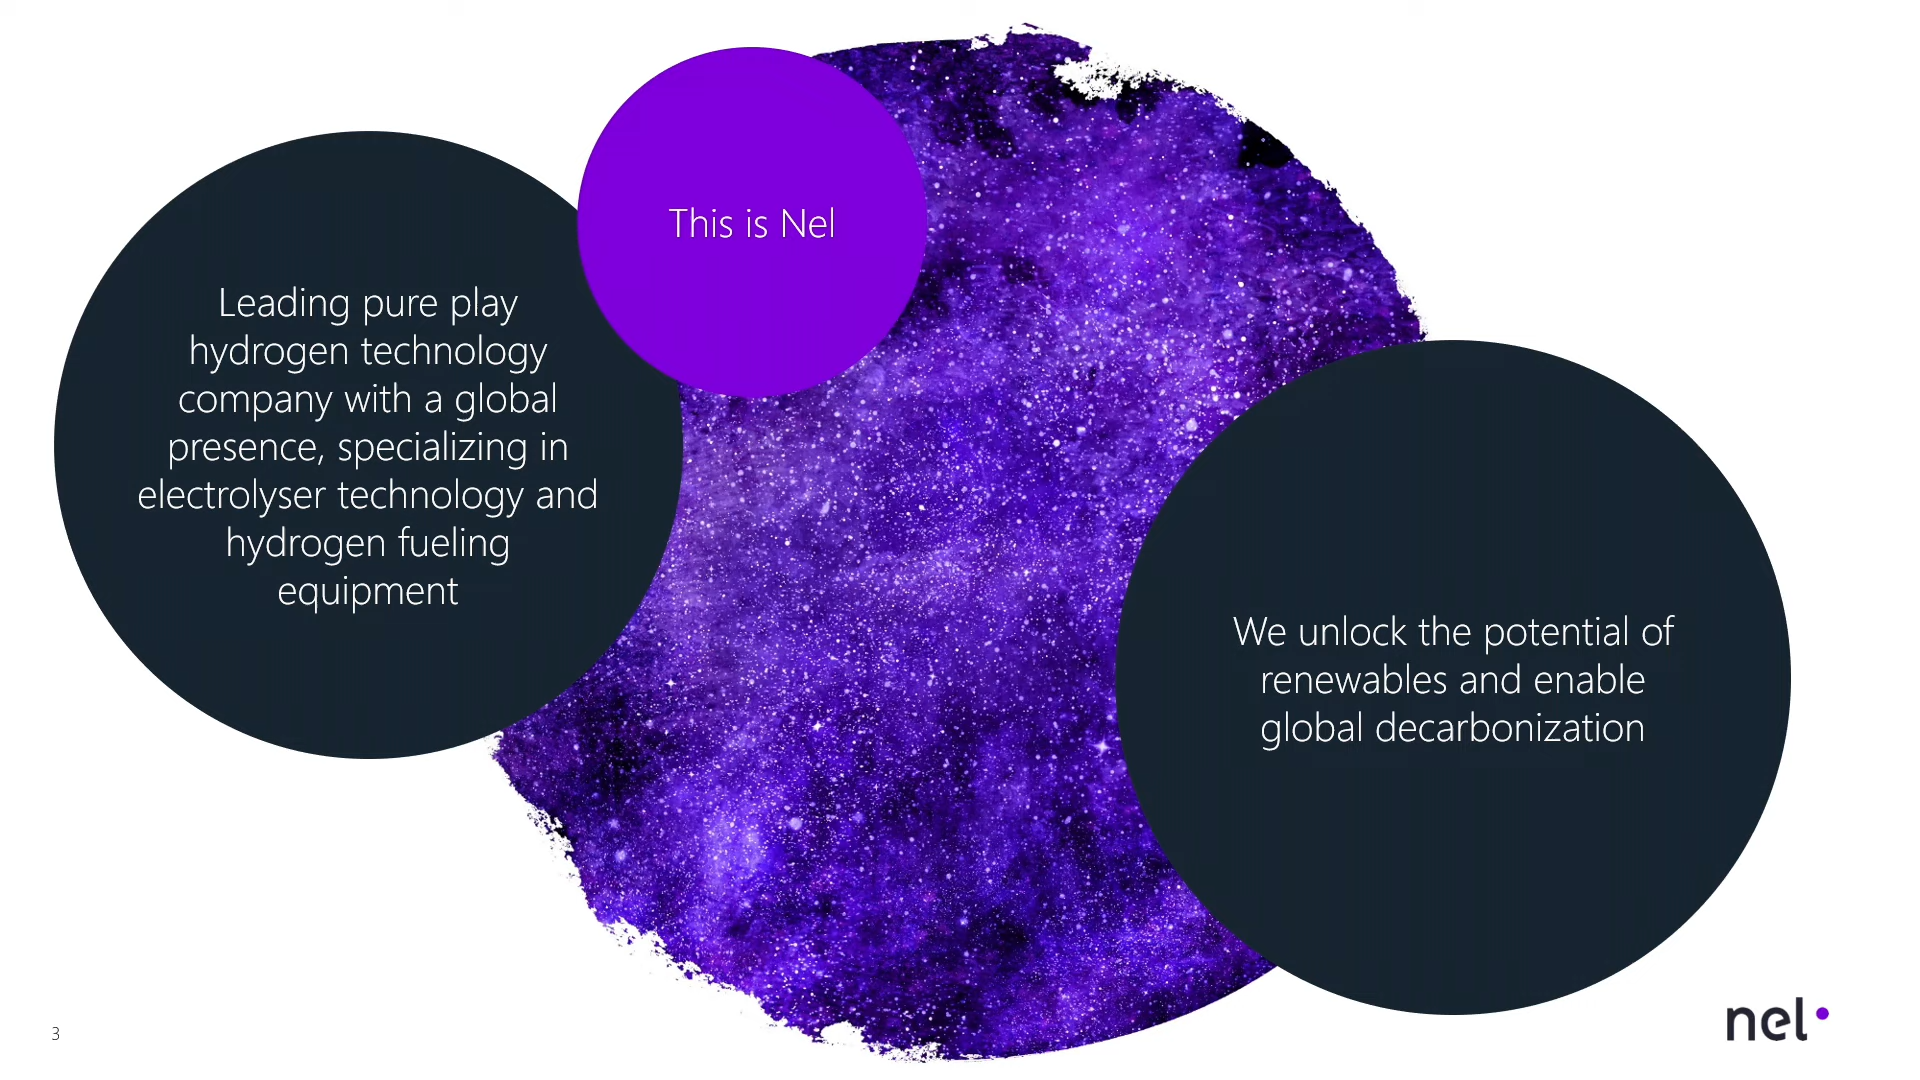 This is Nel
Leading pure play
hydrogen technology
company with a global
presence, specializing in
electrolyser technology and
hydrogen fueling
equipment
We unlock the potential of
renewables and enable
global decarbonization
3
nel